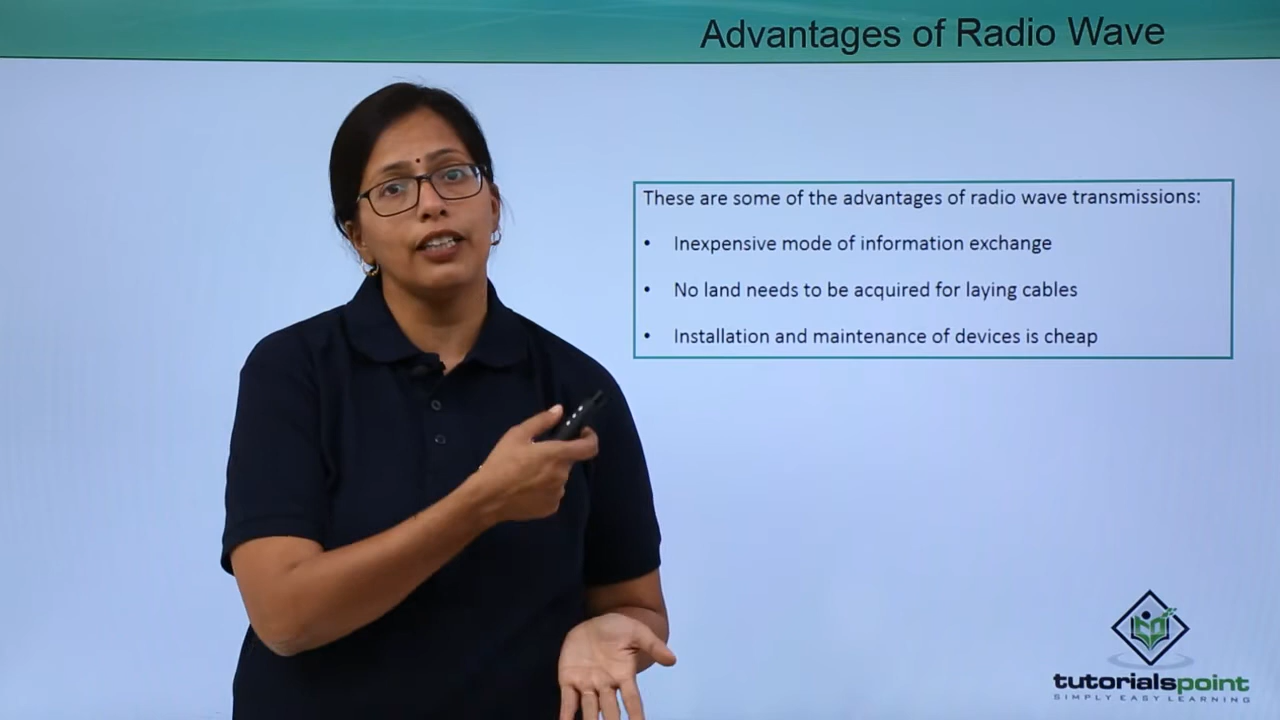 Advantages of Radio Wave
These are some of the advantages of radio wave transmissions:
• Inexpensive mode of information exchange
• No land needs to be acquired for laying cables
• Installation and maintenance of devices is cheap
tutorialspoint
SIMPLY EASY LEARNING